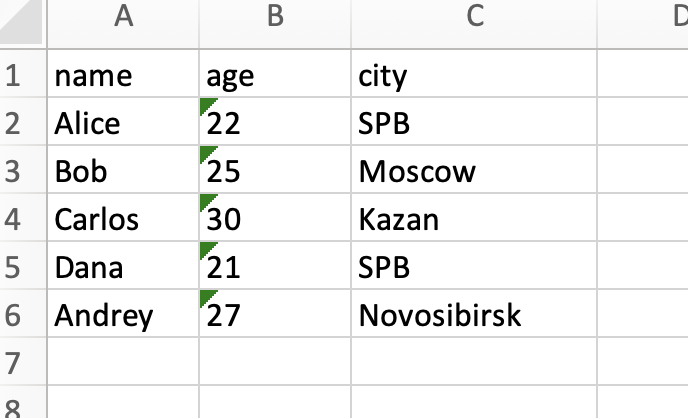 A B C D
1 name age city
2 Alice 22 SPB
3 Bob 25 Moscow
4 Carlos 30 Kazan
5 Dana 21 SPB
6 Andrey 27 Novosibirsk
7
8